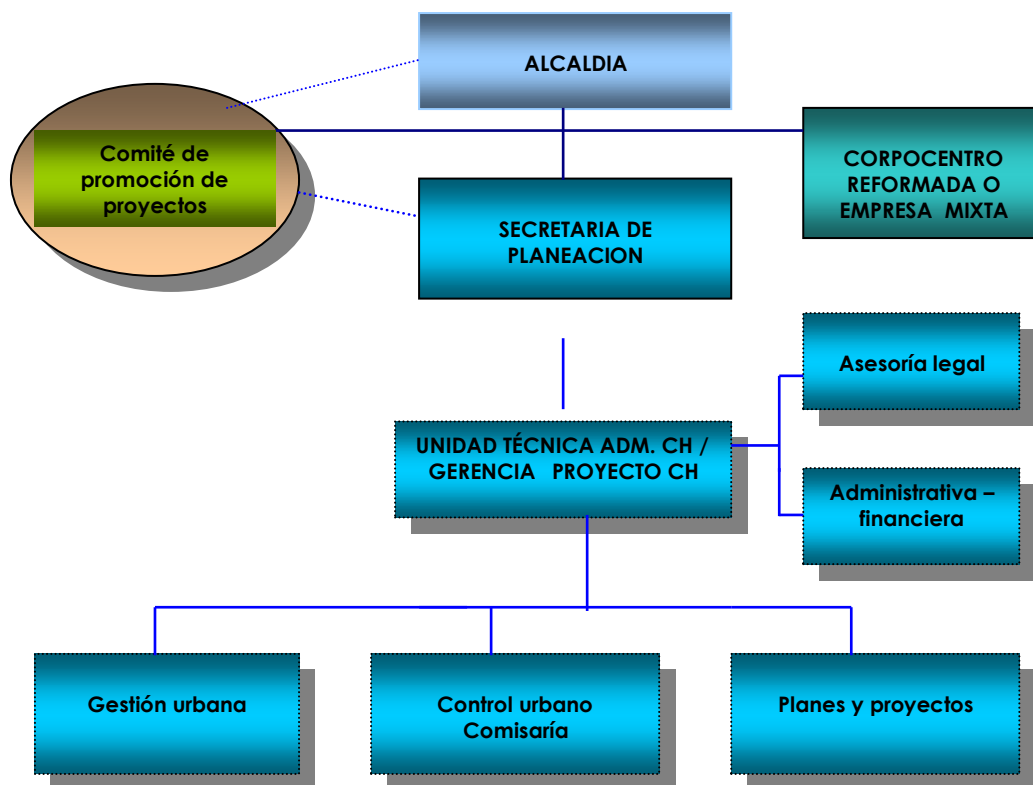 ALCALDIA
Comité de
promoción de
proyectos
CORPOCENTRO
REFORMADA O
EMPRESA MIXTA
SECRETARIA DE
PLANEACION
Asesoría legal
UNIDAD TÉCNICA ADM. CH /
GERENCIA PROYECTO CH
Administrativa –
financiera
Gestión urbana
Control urbano
Comisaría
Planes y proyectos